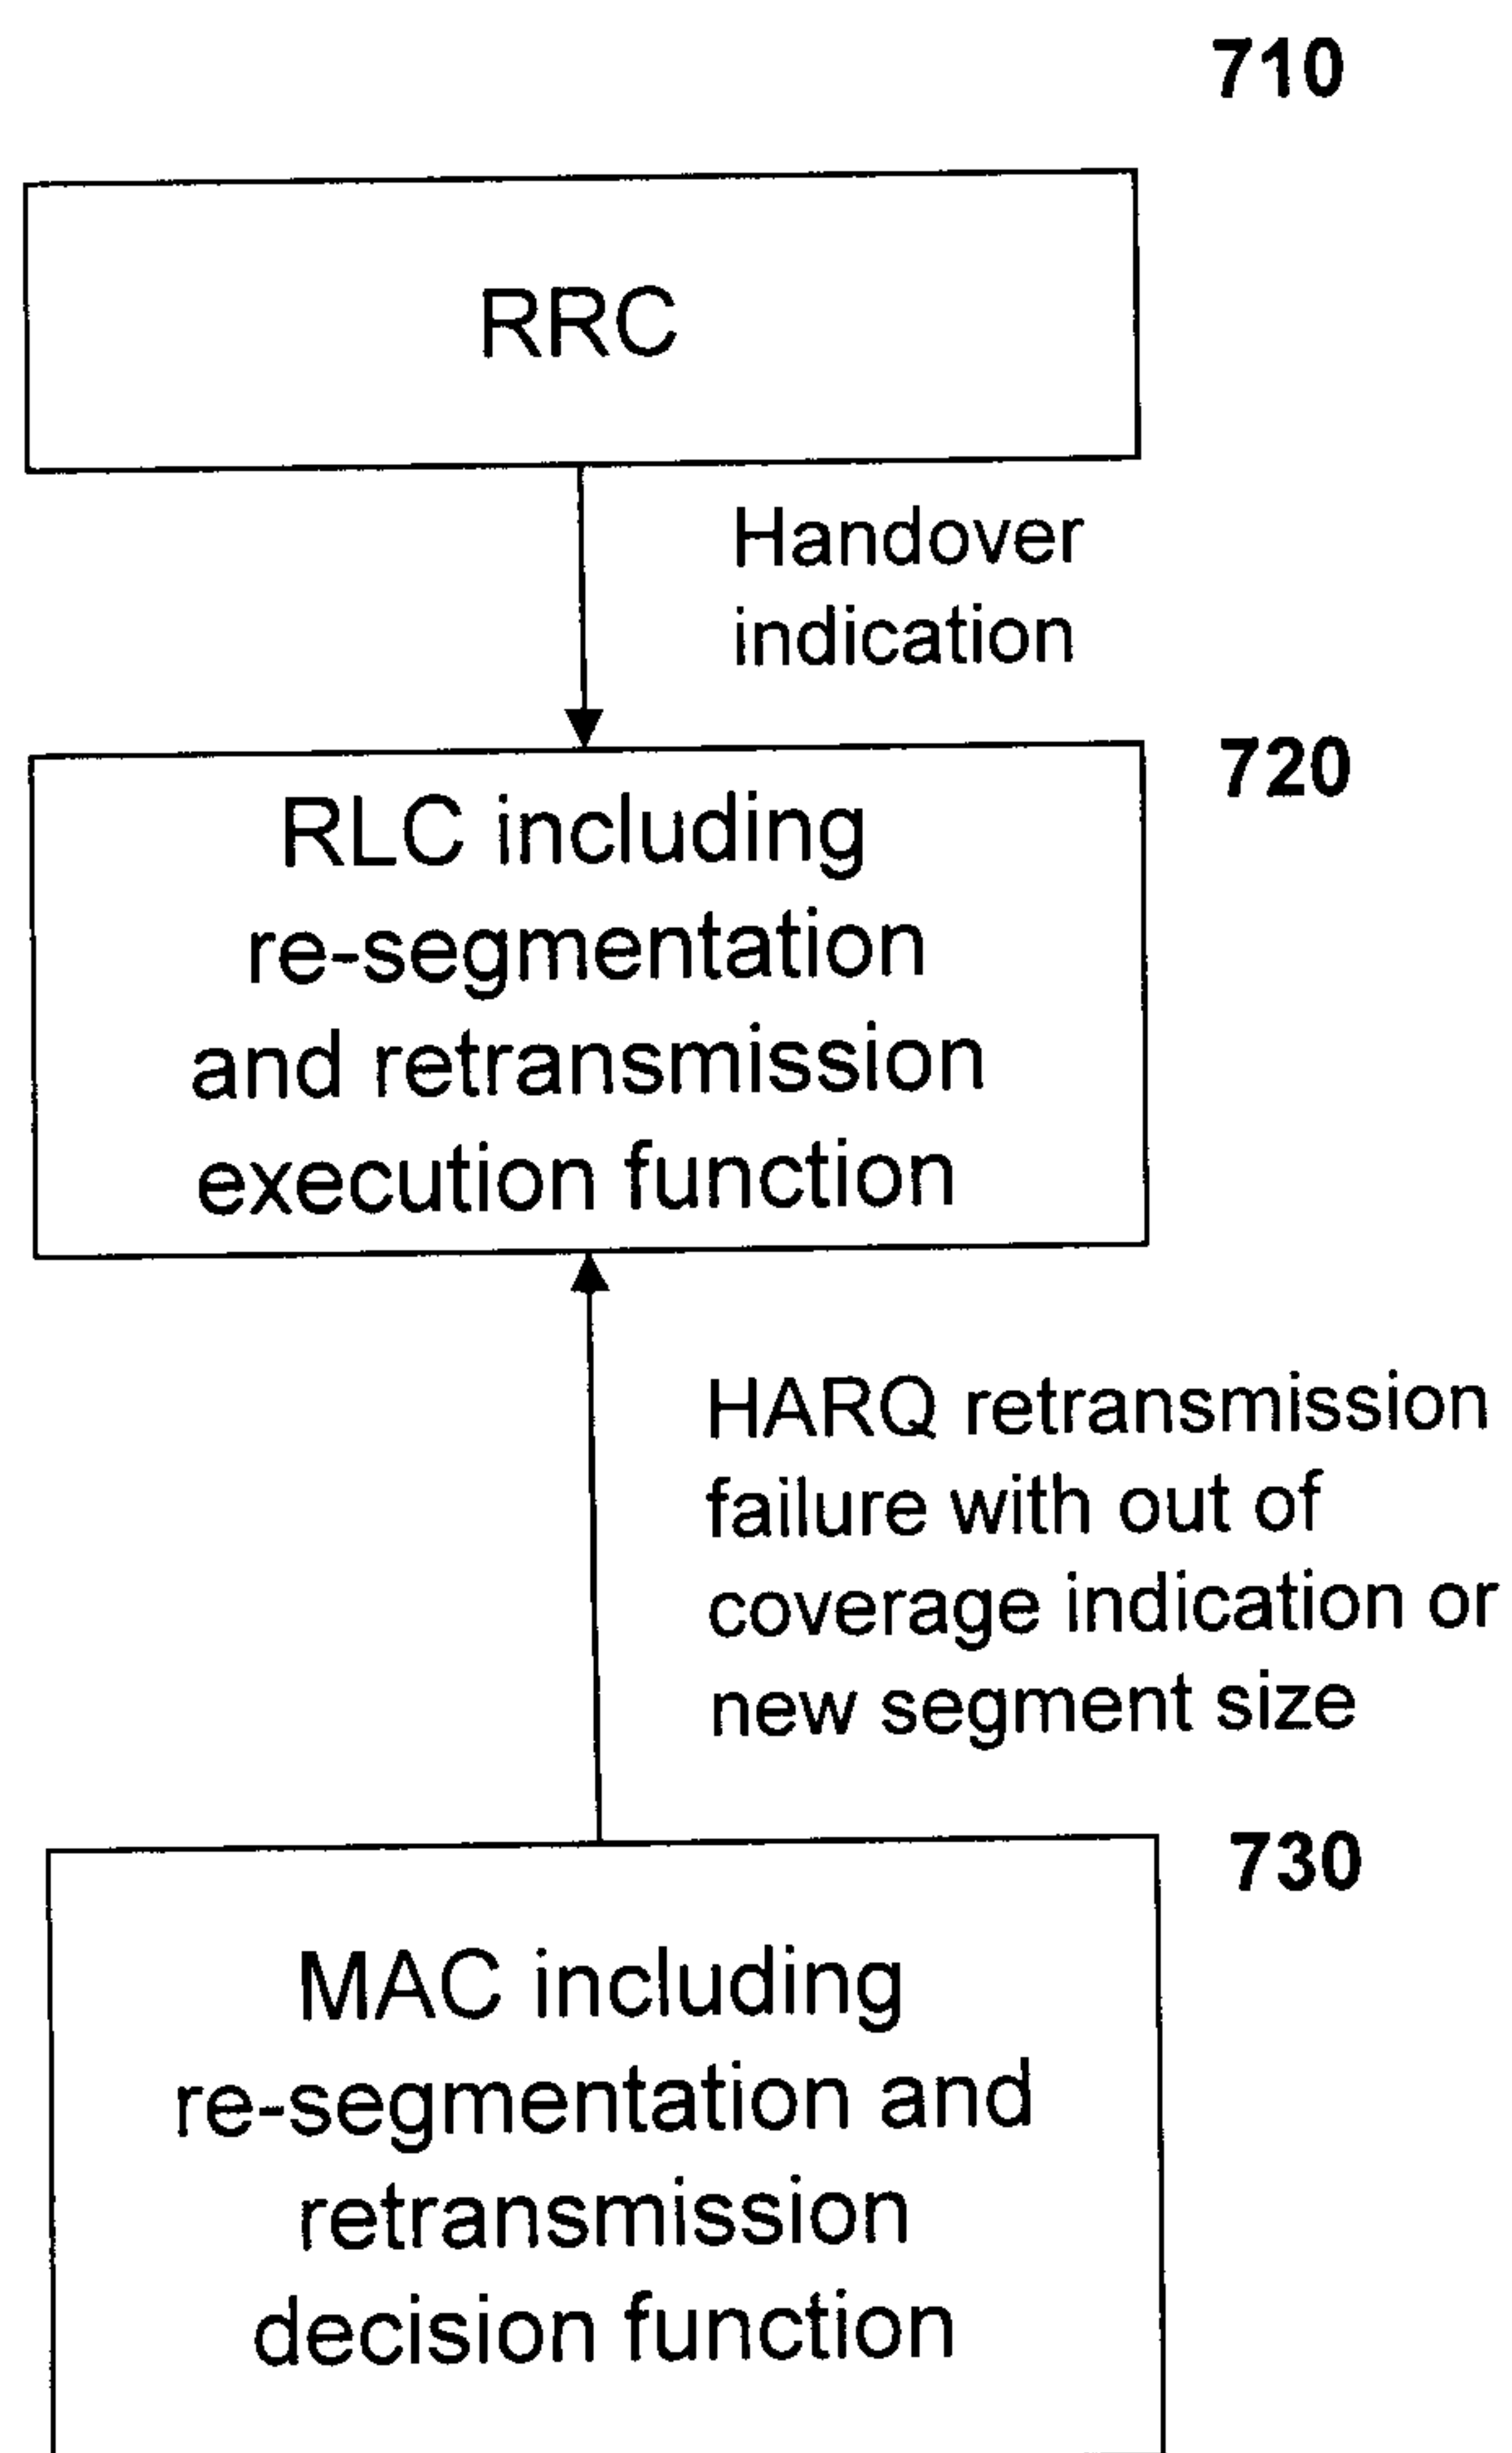 710
RRC
Handover
indication
720
RLC including
re-segmentation
and retransmission
execution function
HARQ retransmission
failure with out of
coverage indication or
new segment size
730
MAC including
re-segmentation and
retransmission
decision function